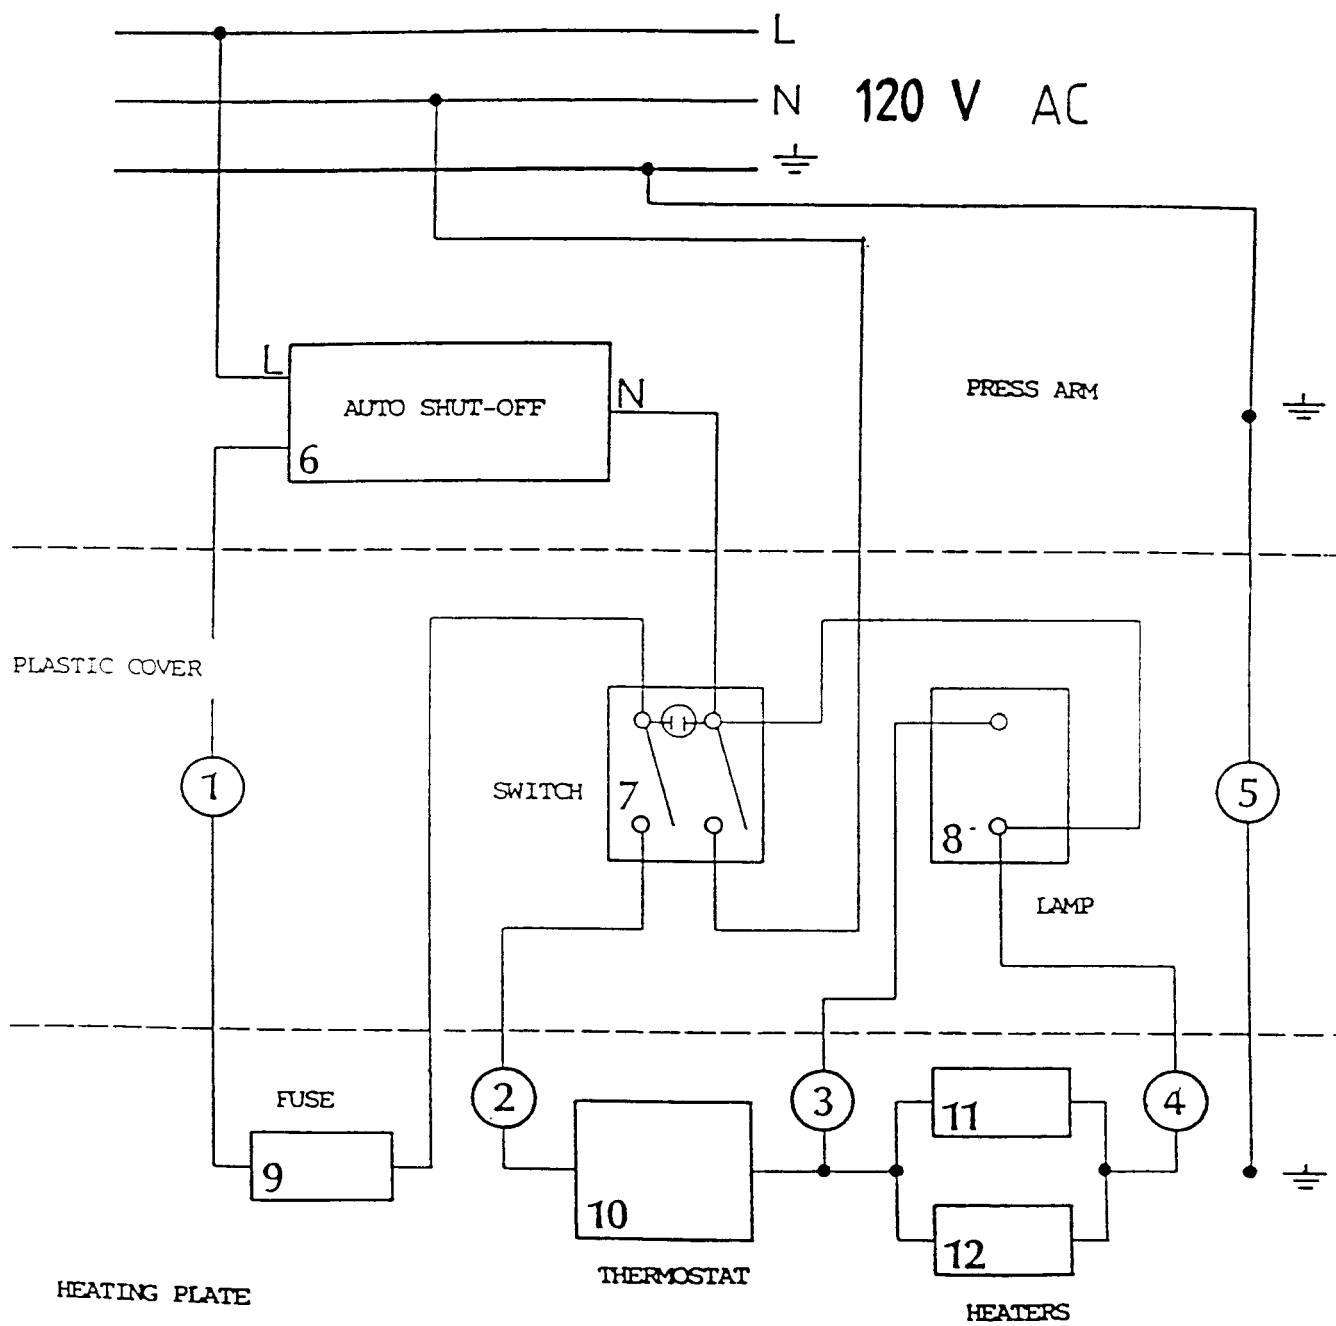 L
N 120 V AC
L
N
AUTO SHUT-OFF
6
PRESS ARM
PLASTIC COVER
1
SWITCH
7
8
5
LAMP
FUSE
2
3
11
4
9
10
12
THERMOSTAT
HEATING PLATE
HEATERS